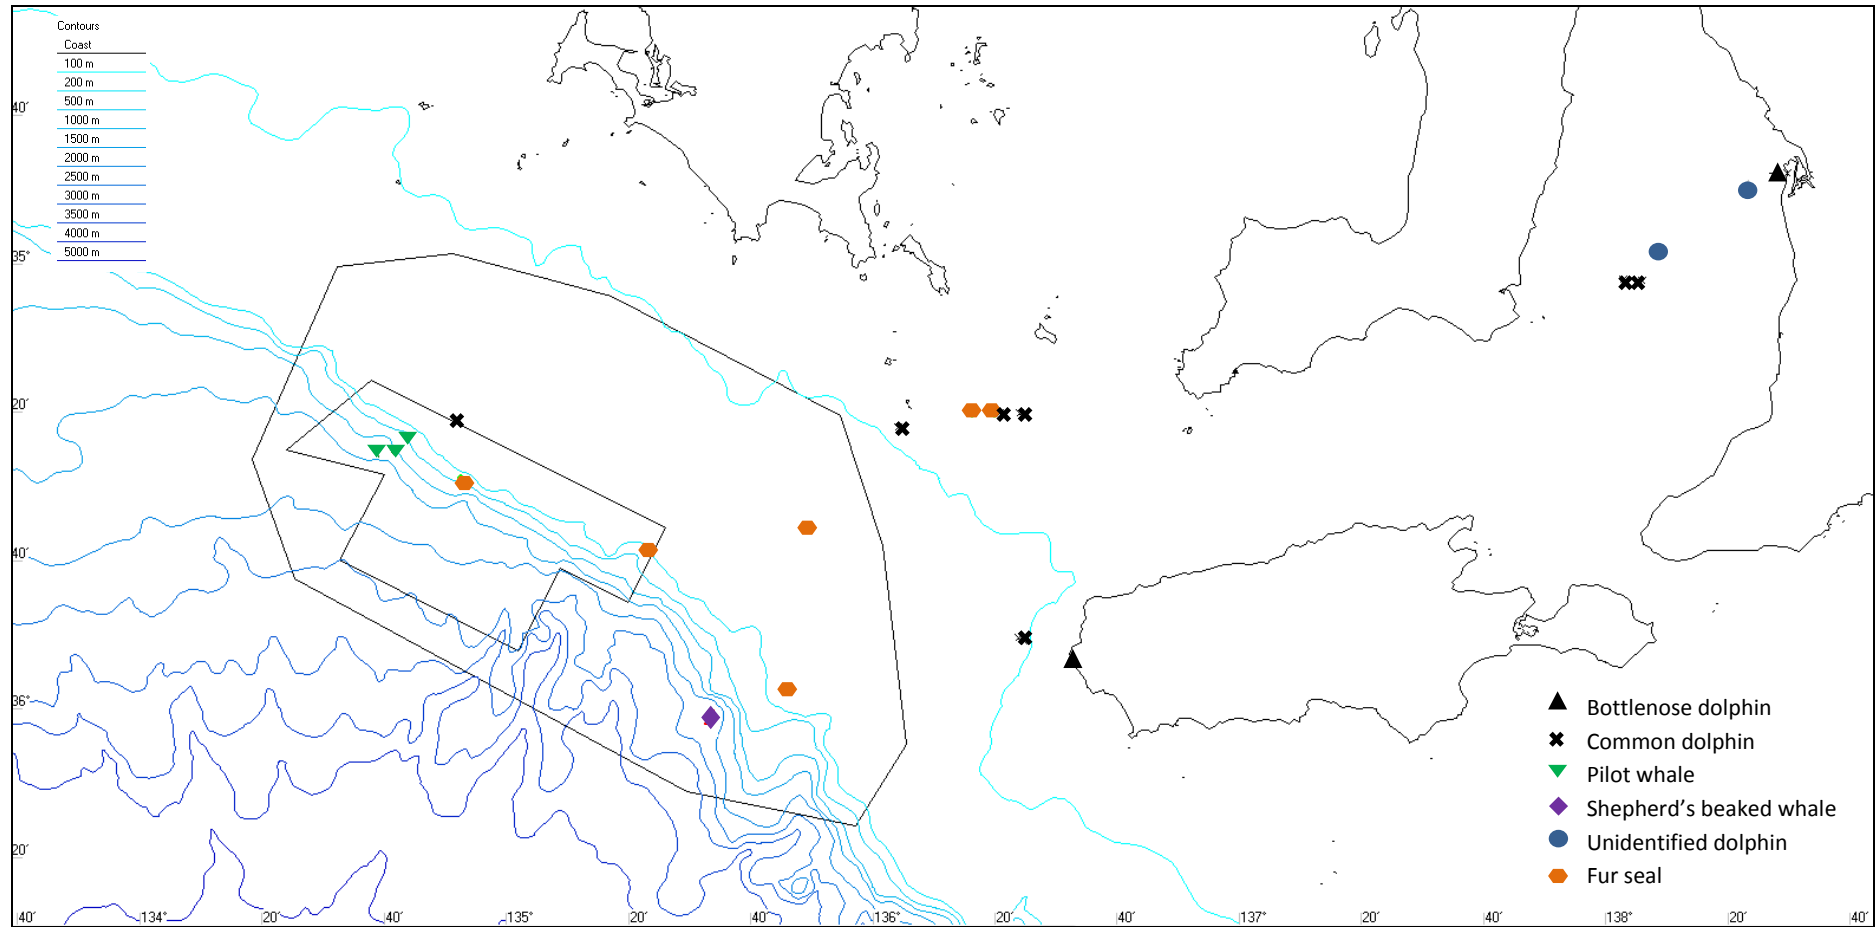 Contours
Coast
100 m
200 m
500 m
1000 m
1500 m
2000 m
2500 m
3000 m
3500 m
4000 m
5000 m
40′
35°
20′
40′
36°
20′
Bottlenose dolphin
Common dolphin
Pilot whale
Shepherd's beaked whale
Unidentified dolphin
Fur seal
40′ 134° 20′ 40′ 135° 20′ 40′ 136° 20′ 40′ 137° 20′ 40′ 138° 20′ 40′